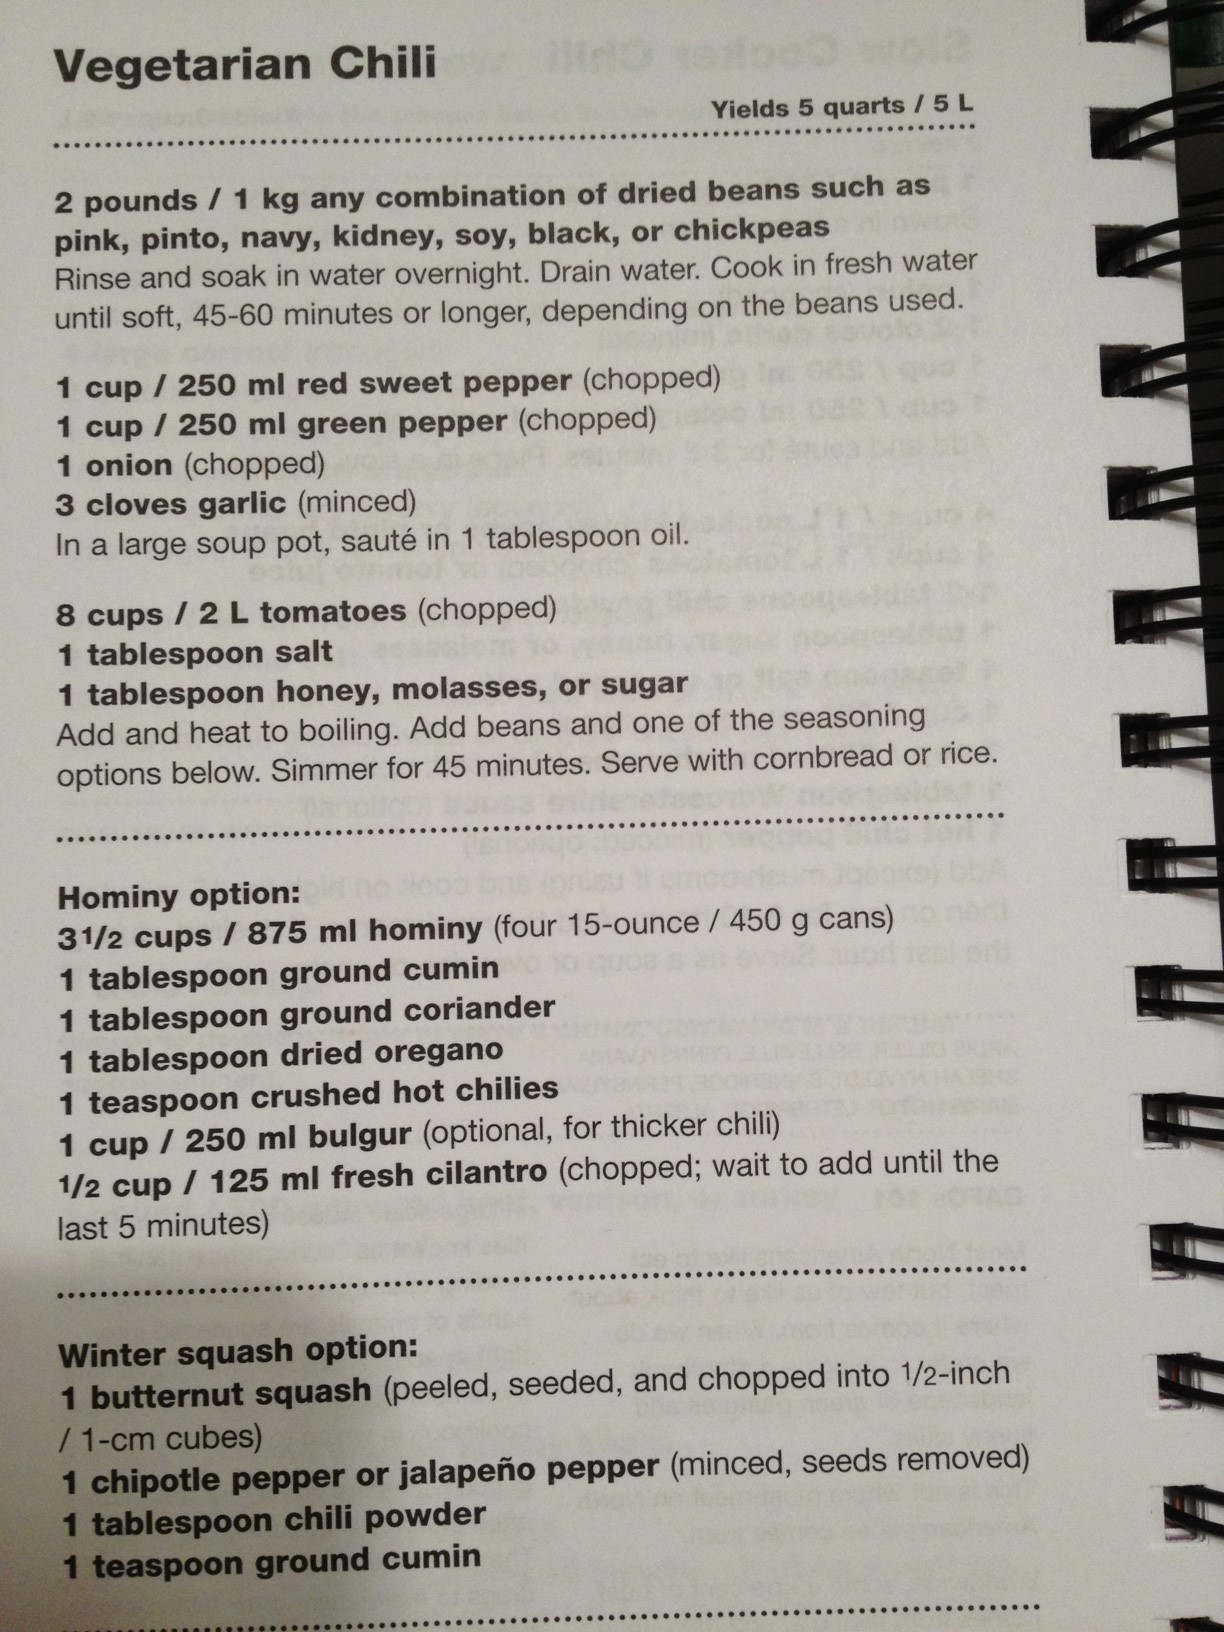 Vegetarian Chili
Yields 5 quarts / 5 L
2 pounds / 1 kg any combination of dried beans such as
pink, pinto, navy, kidney, soy, black, or chickpeas
Rinse and soak in water overnight. Drain water. Cook in fresh water
until soft, 45-60 minutes or longer, depending on the beans used.
1 cup / 250 ml red sweet pepper (chopped)
1 cup / 250 ml green pepper (chopped)
1 onion (chopped)
3 cloves garlic (minced)
In a large soup pot, sauté in 1 tablespoon oil.
8 cups / 2 L tomatoes (chopped)
1 tablespoon salt
1 tablespoon honey, molasses, or sugar
Add and heat to boiling. Add beans and one of the seasoning
options below. Simmer for 45 minutes. Serve with cornbread or rice.
Hominy option:
3 1/2 cups / 875 ml hominy (four 15-ounce / 450 g cans)
1 tablespoon ground cumin
1 tablespoon ground coriander
1 tablespoon dried oregano
1 teaspoon crushed hot chilies
1 cup / 250 ml bulgur (optional, for thicker chili)
1/2 cup / 125 ml fresh cilantro (chopped; wait to add until the
last 5 minutes)
Winter squash option:
1 butternut squash (peeled, seeded, and chopped into 1/2-inch
/ 1-cm cubes)
1 chipotle pepper or jalapeño pepper (minced, seeds removed)
1 tablespoon chili powder
1 teaspoon ground cumin